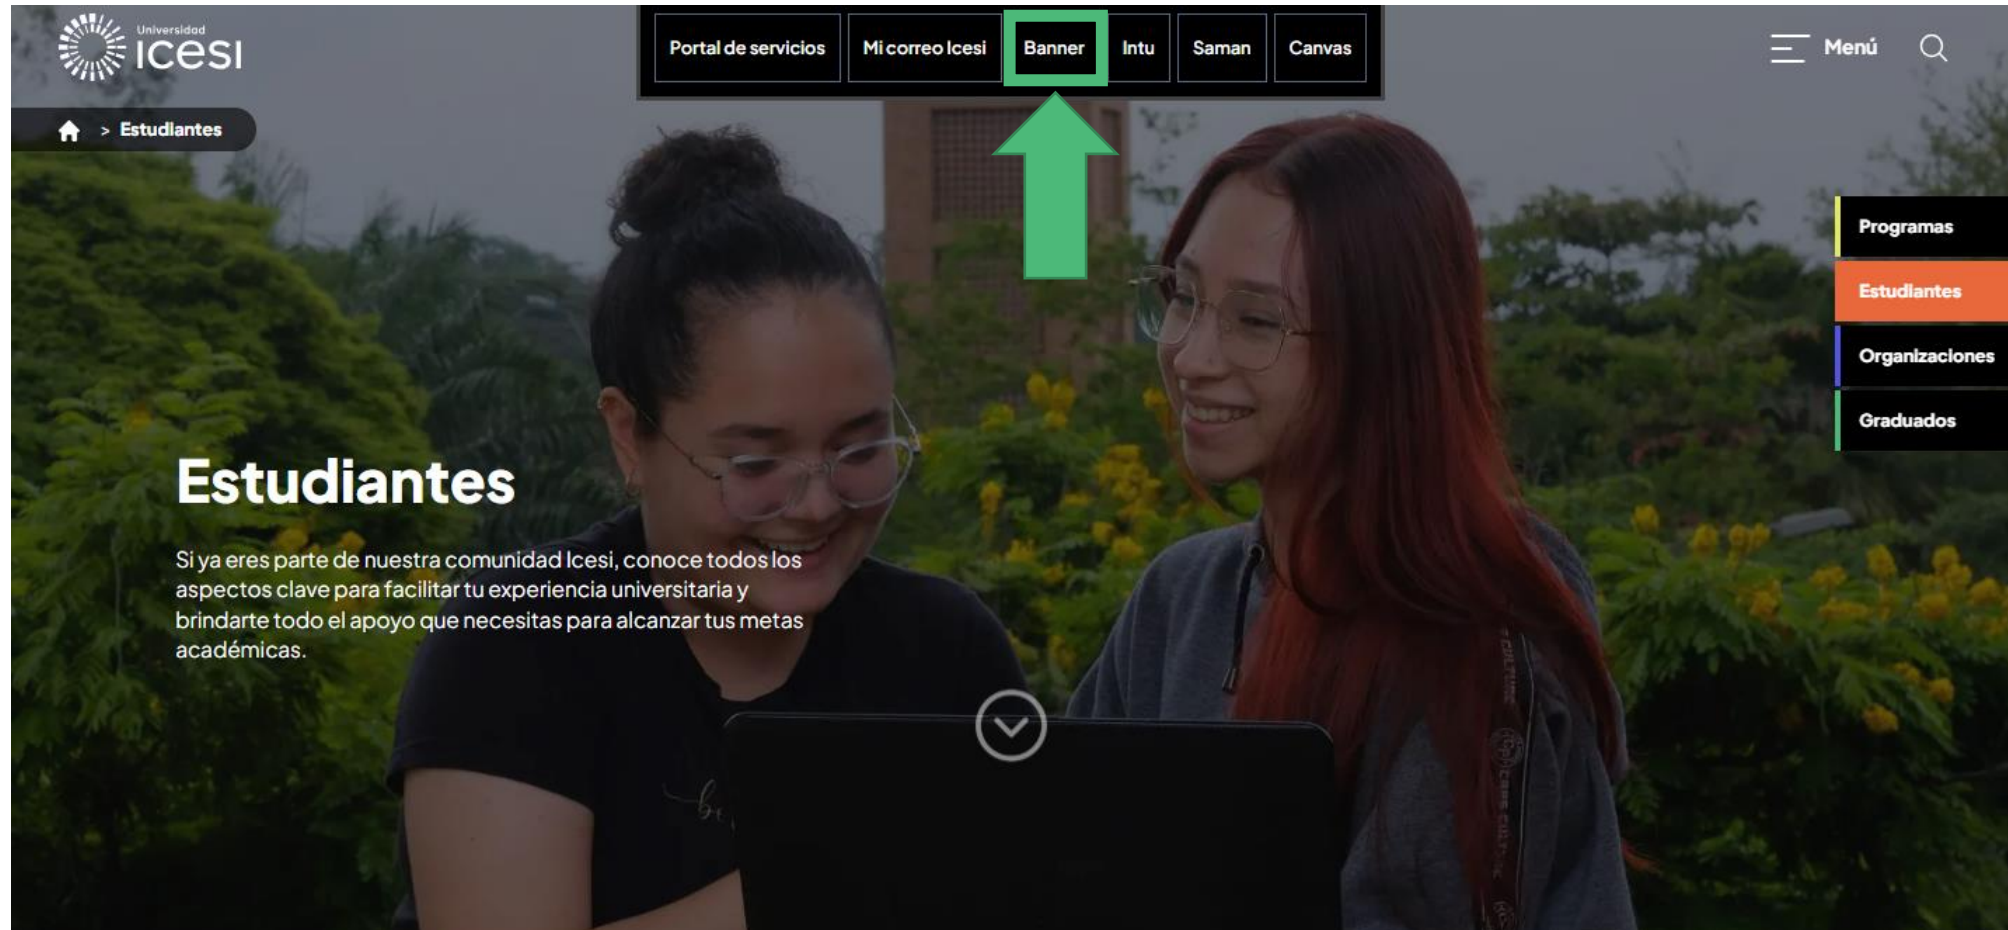 Universidad
icesi
Portal de servicios
Mi correo Icesi
Banner
Intu
Saman
Canvas
Menú
> Estudiantes
Programas
Estudiantes
Organizaciones
Graduados
Estudiantes
Si ya eres parte de nuestra comunidad Icesi, conoce todos los
aspectos clave para facilitar tu experiencia universitaria y
brindarte todo el apoyo que necesitas para alcanzar tus metas
académicas.